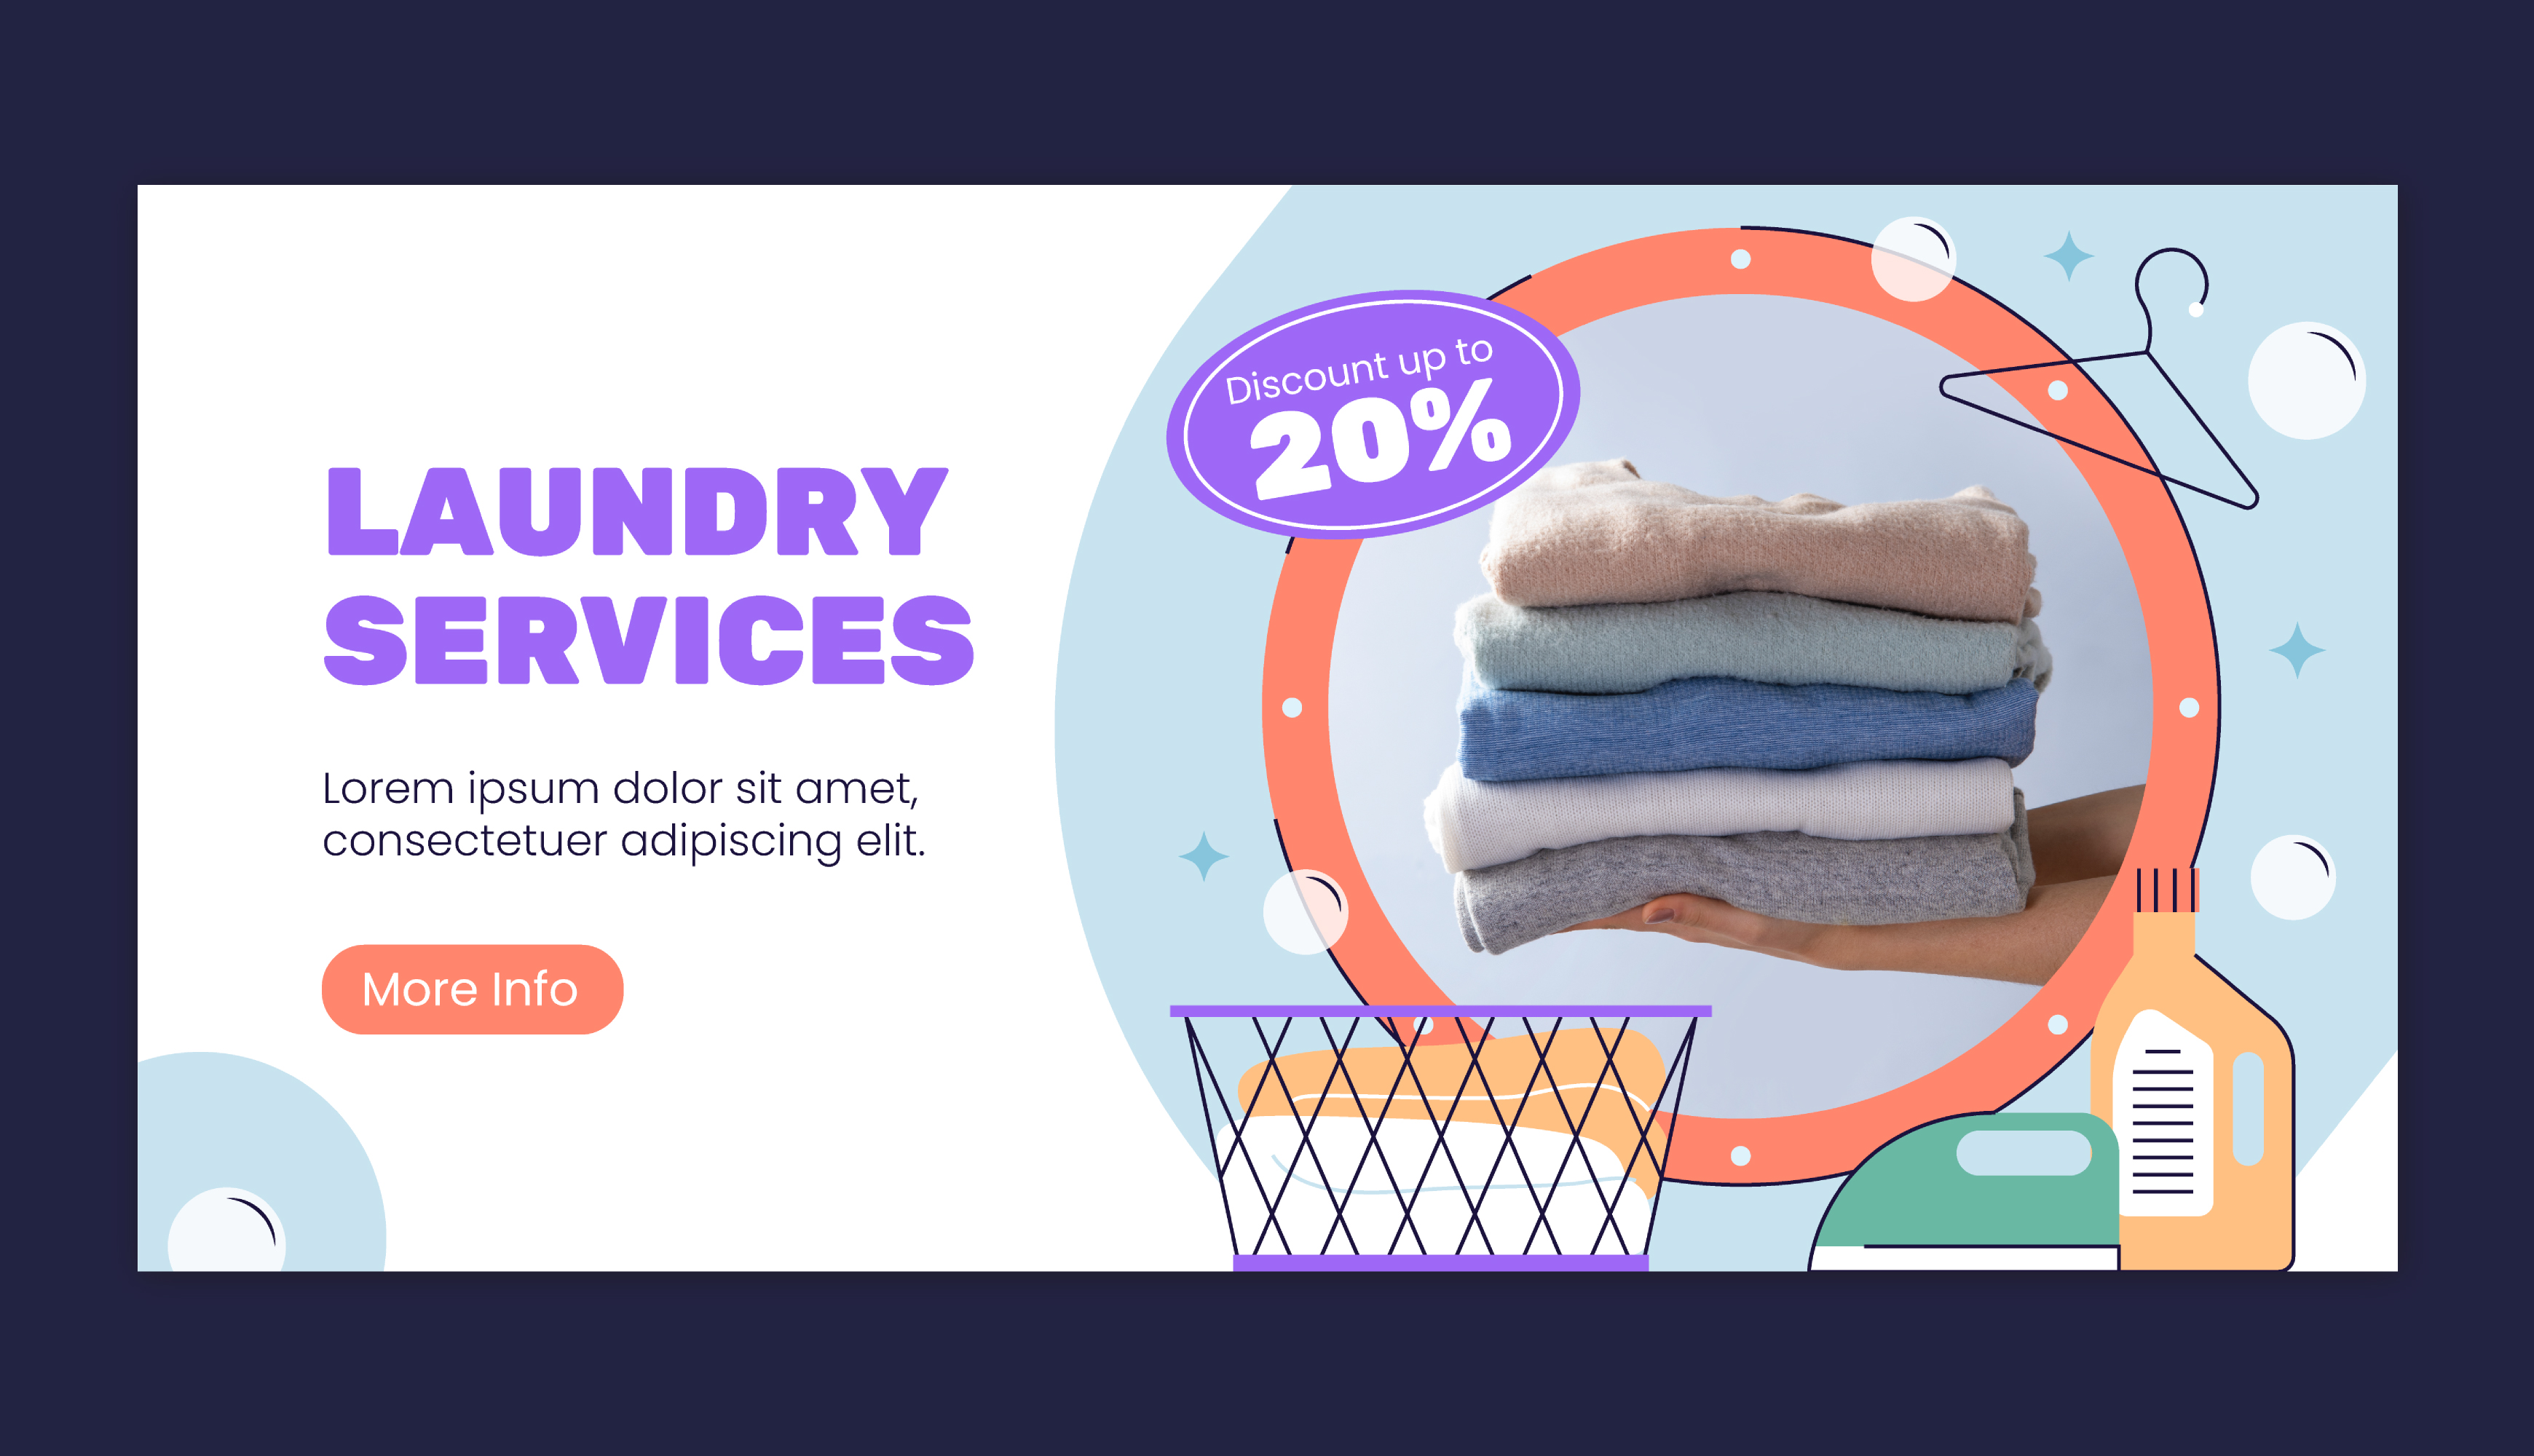 LAUNDRY
SERVICES
Lorem ipsum dolor sit amet,
consectetuer adipiscing elit.
More Info
Discount up to
20%